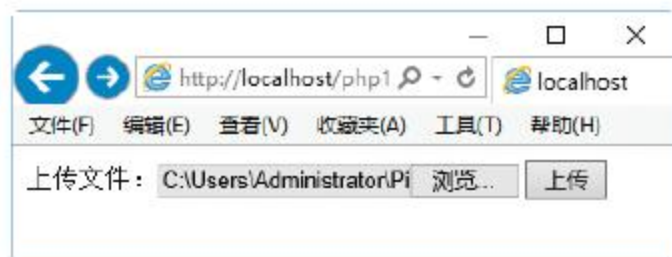 http://localhost/php1
localhost
文件(F) 编辑(E) 查看(V) 收藏夹(A) 工具(T) 帮助(H)
上传文件： C:\Users\Administrator\Pi 浏览... 上传